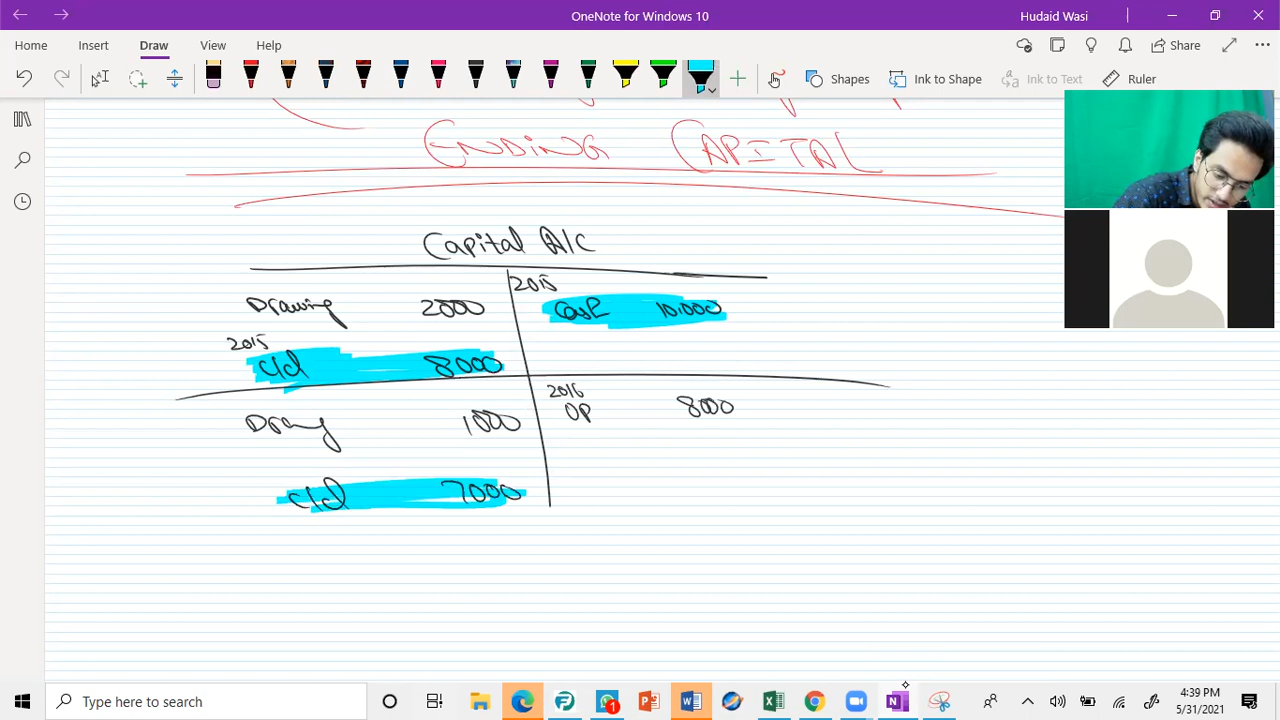 OneNote for Windows 10
Hudaid Wasi
Home Insert Draw View Help
Share
Shapes Ink to Shape Ink to Text Ruler
ENDING CAPITAL
Capital A/C
2015
Drawing 2000 Cash 10,000
2015
c/d 8000
2016
Drawing 1000 OP 8000
c/d 7000
Type here to search
1
4:39 PM
5/31/2021